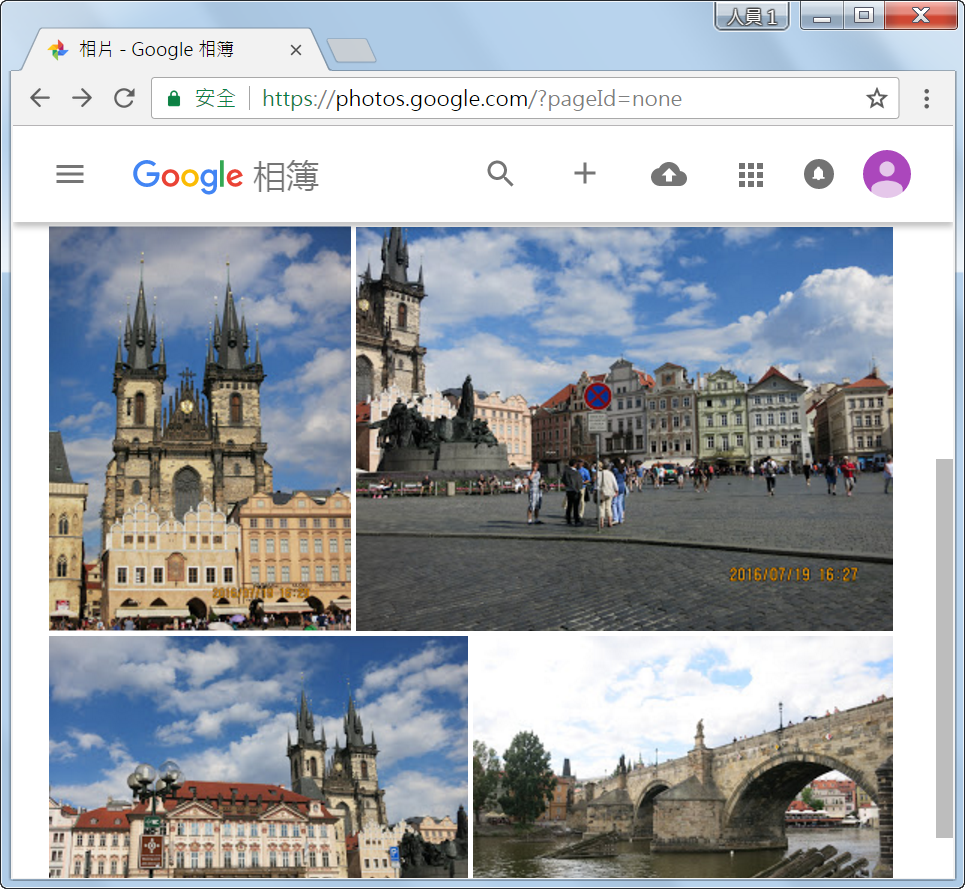 人員 1
相片 - Google 相簿
安全
https://photos.google.com/?pageId=none
Google 相簿
2016/07/19 16:27